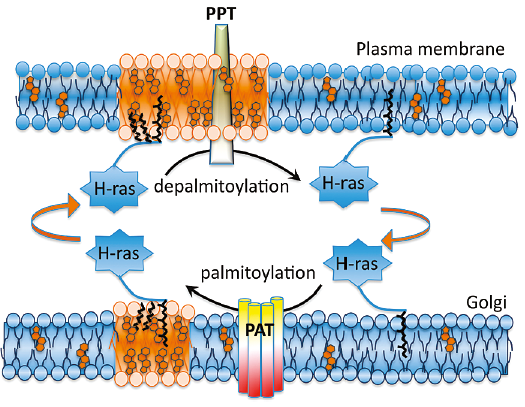 PPT
Plasma membrane
H-ras
depalmitoylation
H-ras
H-ras
palmitoylation
H-ras
Golgi
PAT